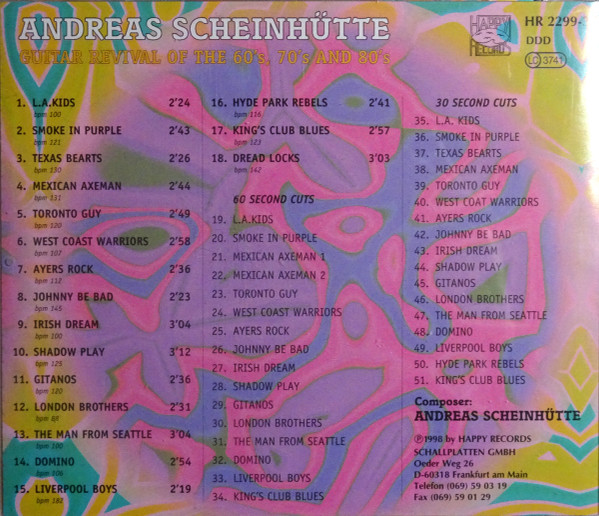 ANDREAS SCHEINHÜTTE
GUITAR REVIVAL OF THE 60's, 70's AND 80's
HAPPY
RECORDS
HR 2299-
DDD
LC 3741
1. L.A.KIDS 2'24
bpm 100
2. SMOKE IN PURPLE 2'43
bpm 121
3. TEXAS BEARTS 2'26
bpm 130
4. MEXICAN AXEMAN 2'44
bpm 131
5. TORONTO GUY 2'49
bpm 120
6. WEST COAST WARRIORS 2'58
bpm 107
7. AYERS ROCK 2'36
bpm 112
8. JOHNNY BE BAD 2'23
bpm 145
9. IRISH DREAM 3'04
bpm 100
10. SHADOW PLAY 3'12
bpm 125
11. GITANOS 2'36
bpm 120
12. LONDON BROTHERS 2'31
bpm 85
13. THE MAN FROM SEATTLE 3'04
bpm 100
14. DOMINO 2'54
bpm 106
15. LIVERPOOL BOYS 2'19
bpm 182
16. HYDE PARK REBELS 2'41
bpm 116
17. KING'S CLUB BLUES 2'57
bpm 123
18. DREAD LOCKS 3'03
bpm 142
60 SECOND CUTS
19. L.A.KIDS
20. SMOKE IN PURPLE
21. MEXICAN AXEMAN 1
22. MEXICAN AXEMAN 2
23. TORONTO GUY
24. WEST COAST WARRIORS
25. AYERS ROCK
26. JOHNNY BE BAD
27. IRISH DREAM
28. SHADOW PLAY
29. GITANOS
30. LONDON BROTHERS
31. THE MAN FROM SEATTLE
32. DOMINO
33. LIVERPOOL BOYS
34. KING'S CLUB BLUES
30 SECOND CUTS
35. L.A. KIDS
36. SMOKE IN PURPLE
37. TEXAS BEARTS
38. MEXICAN AXEMAN
39. TORONTO GUY
40. WEST COAT WARRIORS
41. AYERS ROCK
42. JOHNNY BE BAD
43. IRISH DREAM
44. SHADOW PLAY
45. GITANOS
46. LONDON BROTHERS
47. THE MAN FROM SEATTLE
48. DOMINO
49. LIVERPOOL BOYS
50. HYDE PARK REBELS
51. KING'S CLUB BLUES
Composer:
ANDREAS SCHEINHÜTTE
℗1998 by HAPPY RECORDS
SCHALLPLATTEN GMBH
Oeder Weg 26
D-60318 Frankfurt am Main
Telefon (069) 59 03 19
Fax (069) 59 01 29